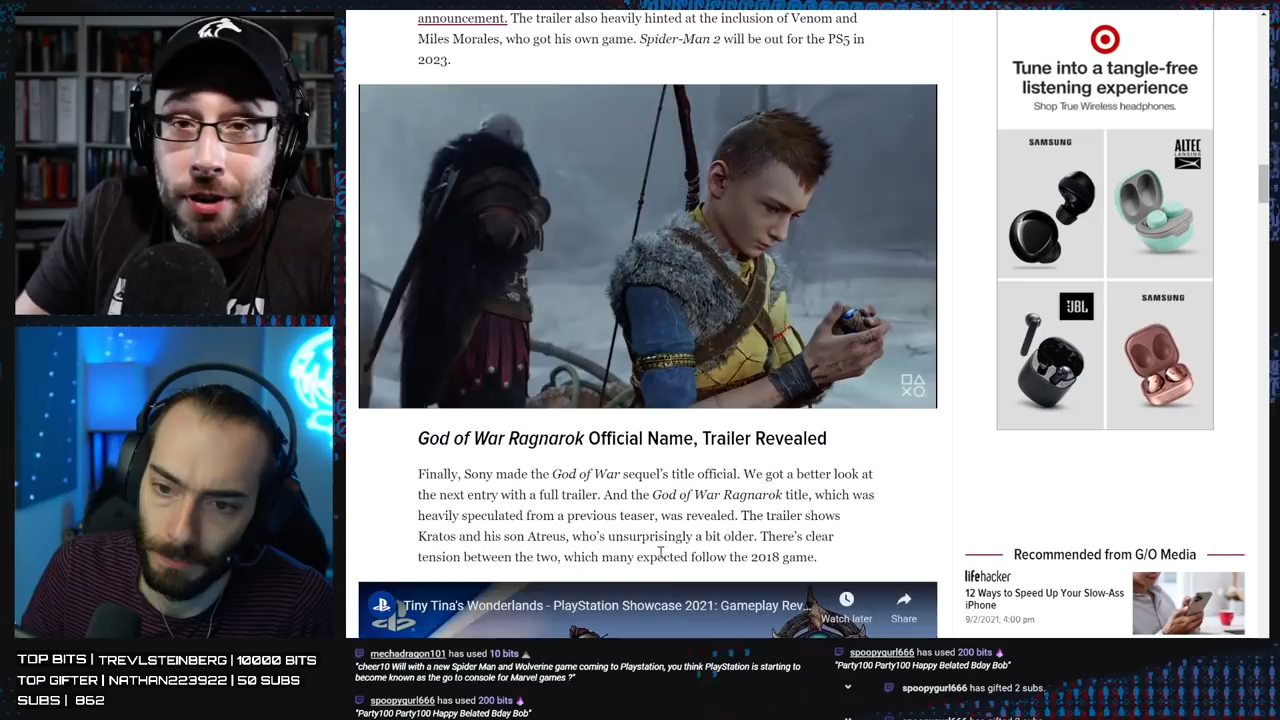 announcement. The trailer also heavily hinted at the inclusion of Venom and
Miles Morales, who got his own game. Spider-Man 2 will be out for the PS5 in
2023.
God of War Ragnarok Official Name, Trailer Revealed
Finally, Sony made the God of War sequel's title official. We got a better look at
the next entry with a full trailer. And the God of War Ragnarok title, which was
heavily speculated from a previous teaser, was revealed. The trailer shows
Kratos and his son Atreus, who's unsurprisingly a bit older. There's clear
tension between the two, which many expected follow the 2018 game.
Tiny Tina's Wonderlands - PlayStation Showcase 2021: Gameplay Rev...
Watch later
Share
Tune into a tangle-free
listening experience
Shop True Wireless headphones.
SAMSUNG
ALTEC
LANSING
JBL
SAMSUNG
Recommended from G/O Media
lifehacker
12 Ways to Speed Up Your Slow-Ass
iPhone
9/2/2021, 4:00 pm
TOP BITS | TREVLSTEINBERG | 10000 BITS
TOP GIFTER | NATHAN223922 | 50 SUBS
SUBS | 862
mechadragon101 has used 10 bits
"cheer10 Will with a new Spider Man and Wolverine game coming to Playstation, you think PlayStation is starting to
become known as the go to console for Marvel games ?"
spoopygurl666 has used 200 bits
"Party100 Party100 Happy Belated Bday Bob"
spoopygurl666 has used 200 bits
"Party100 Party100 Happy Belated Bday Bob"
spoopygurl666 has gifted 2 subs.